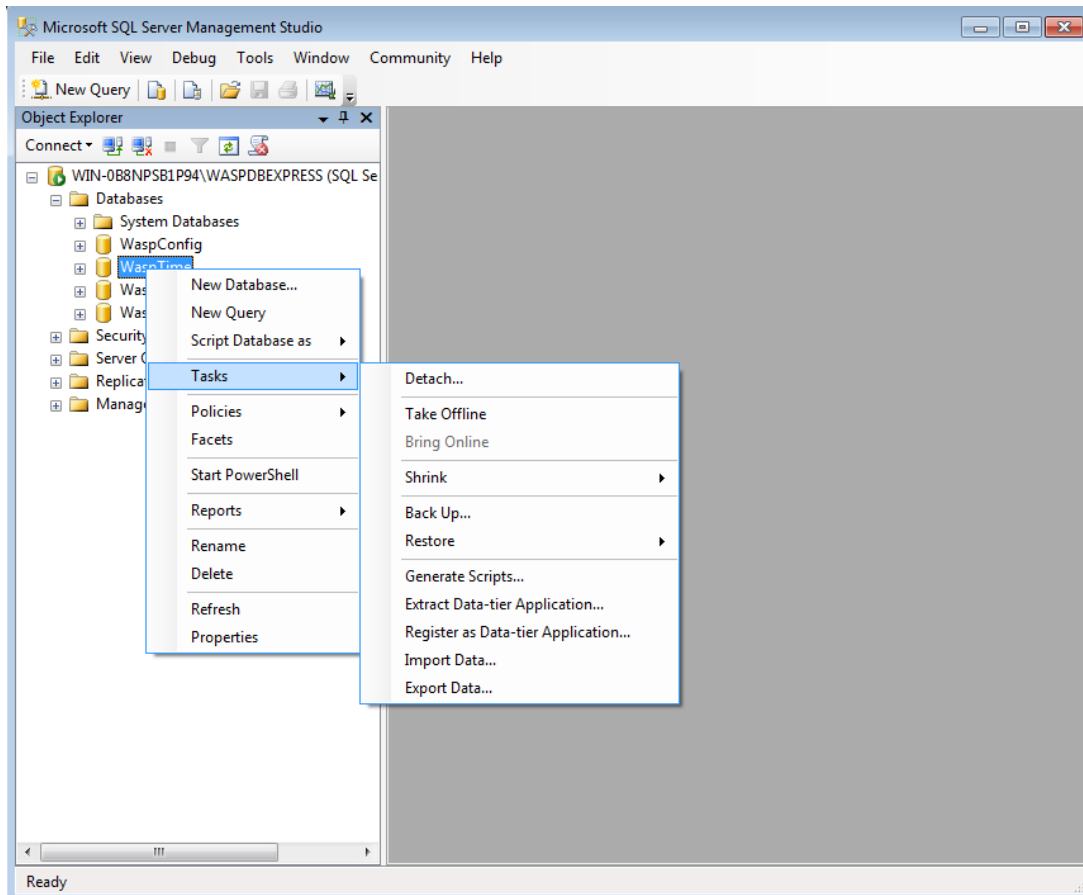 Microsoft SQL Server Management Studio
File Edit View Debug Tools Window Community Help
New Query
Object Explorer
Connect
WIN-0B8NPSB1P94\WASPDBEXPRESS (SQL Se
Databases
System Databases
WaspConfig
WaspTime
Was
Was
Security
Server
Replica
Manag
New Database...
New Query
Script Database as
Tasks
Policies
Facets
Start PowerShell
Reports
Rename
Delete
Refresh
Properties
Detach...
Take Offline
Bring Online
Shrink
Back Up...
Restore
Generate Scripts...
Extract Data-tier Application...
Register as Data-tier Application...
Import Data...
Export Data...
Ready